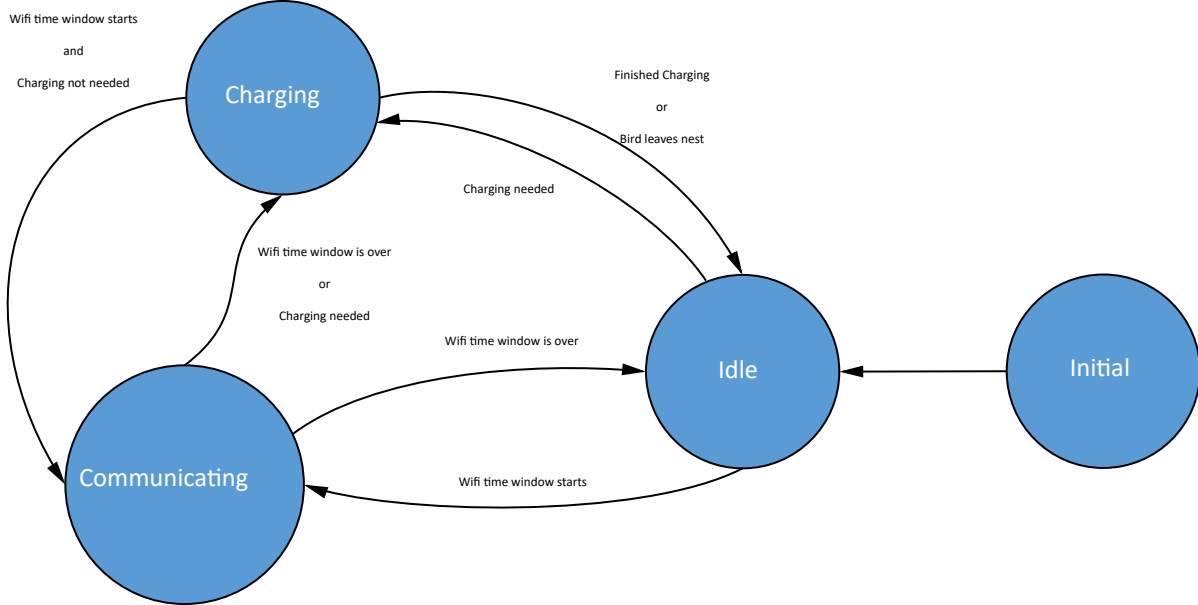 Wifi time window starts
and
Charging not needed
Charging
Finished Charging
or
Bird leaves nest
Charging needed
Wifi time window is over
or
Charging needed
Wifi time window is over
Idle
Initial
Communicating
Wifi time window starts